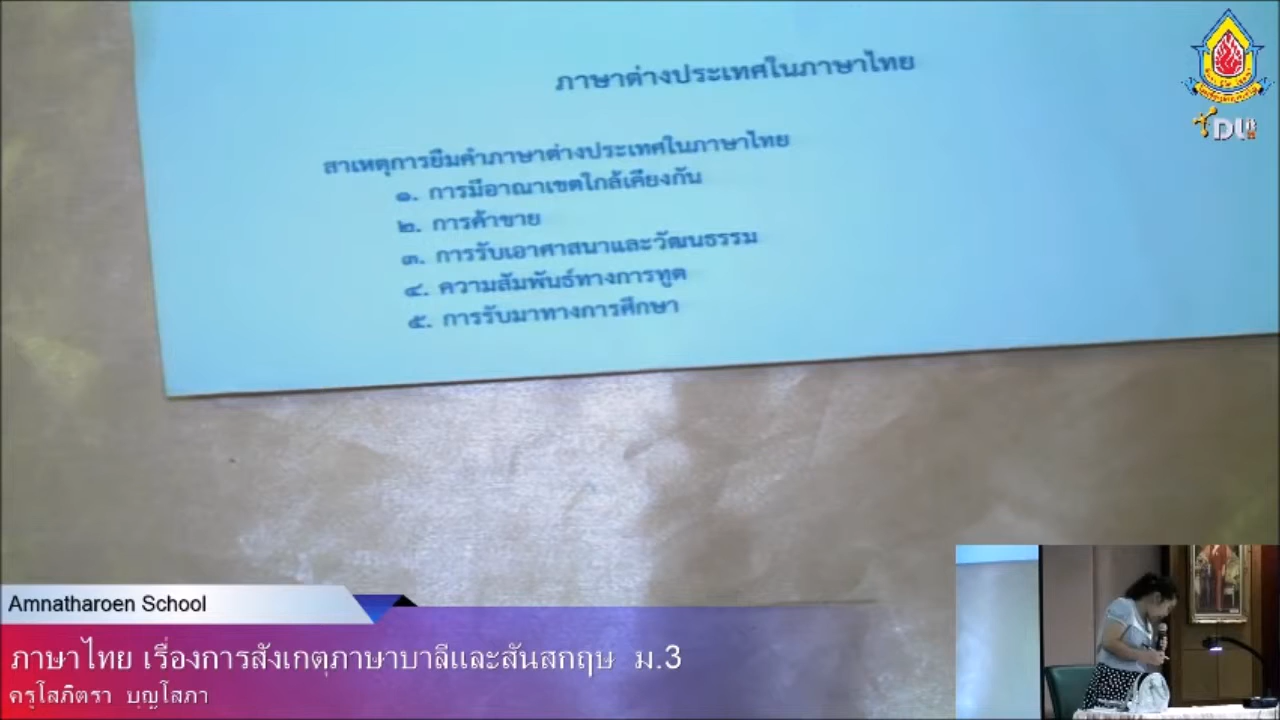 ภาษาต่างประเทศในภาษาไทย
สาเหตุการยืมคำภาษาต่างประเทศในภาษาไทย
๑. การมีอาณาเขตใกล้เคียงกัน
๒. การค้าขาย
๓. การรับเอาศาสนาและวัฒนธรรม
๔. ความสัมพันธ์ทางการทูต
๕. การรับมาทางการศึกษา
Amnatharoen School
ภาษาไทย เรื่องการสังเกตุภาษาบาลีและสันสกฤษ ม.3
ครูโสภิตรา บุญโสภา